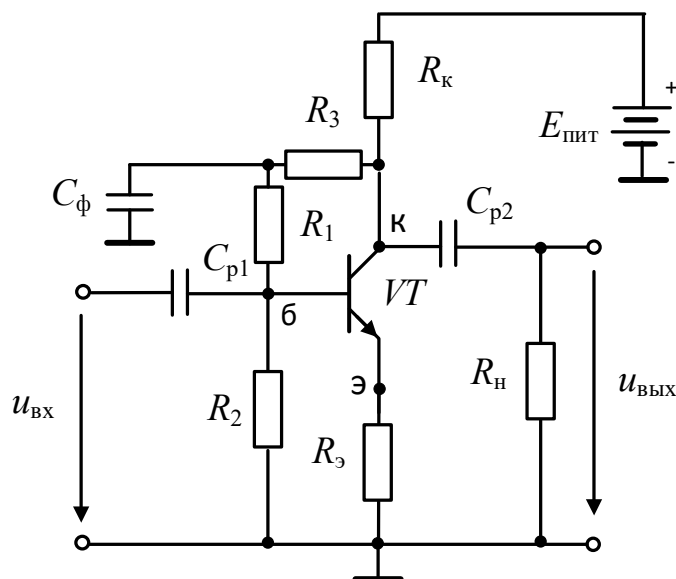 Rк
+
R3
Eпит
-
Cф
R1
к
Cр2
Cр1
VT
б
э
Rн
uвх
R2
uвых
Rэ